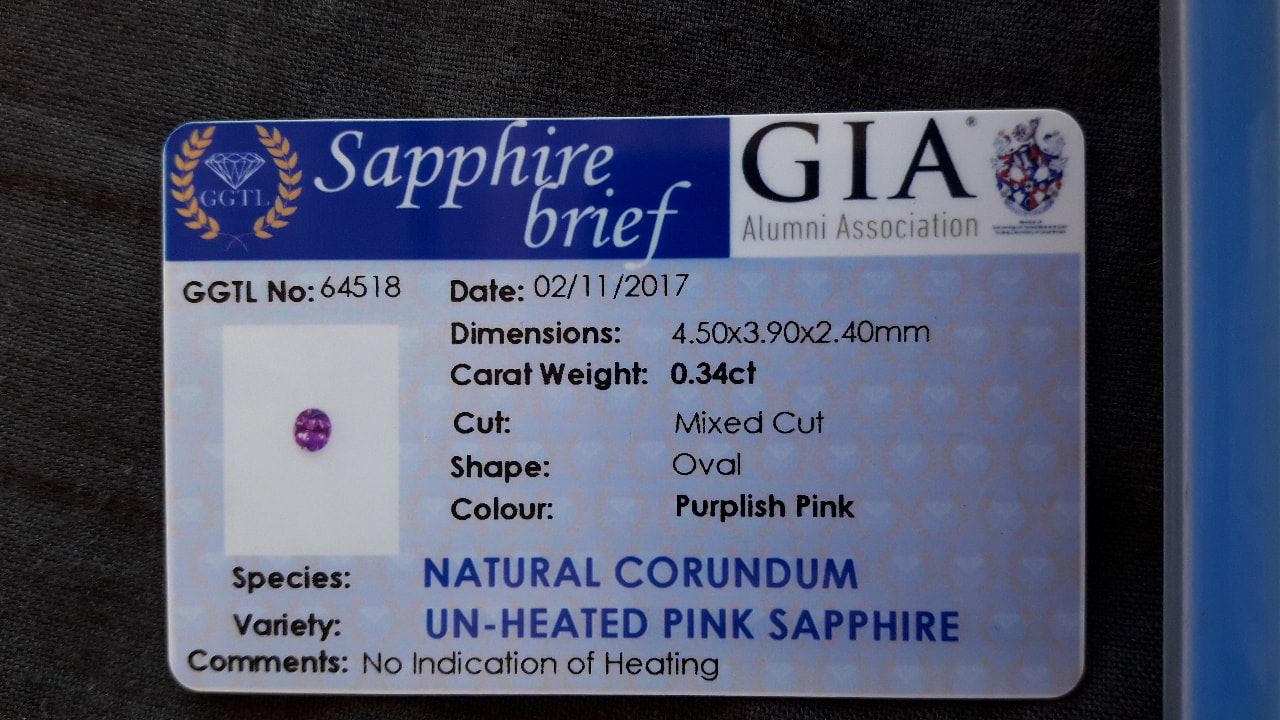 GGTL
Sapphire
brief
GIA®
Alumni Association
GGTL No: 64518
Date: 02/11/2017
Dimensions: 4.50x3.90x2.40mm
Carat Weight: 0.34ct
Cut: Mixed Cut
Shape: Oval
Colour: Purplish Pink
Species: NATURAL CORUNDUM
Variety: UN-HEATED PINK SAPPHIRE
Comments: No Indication of Heating